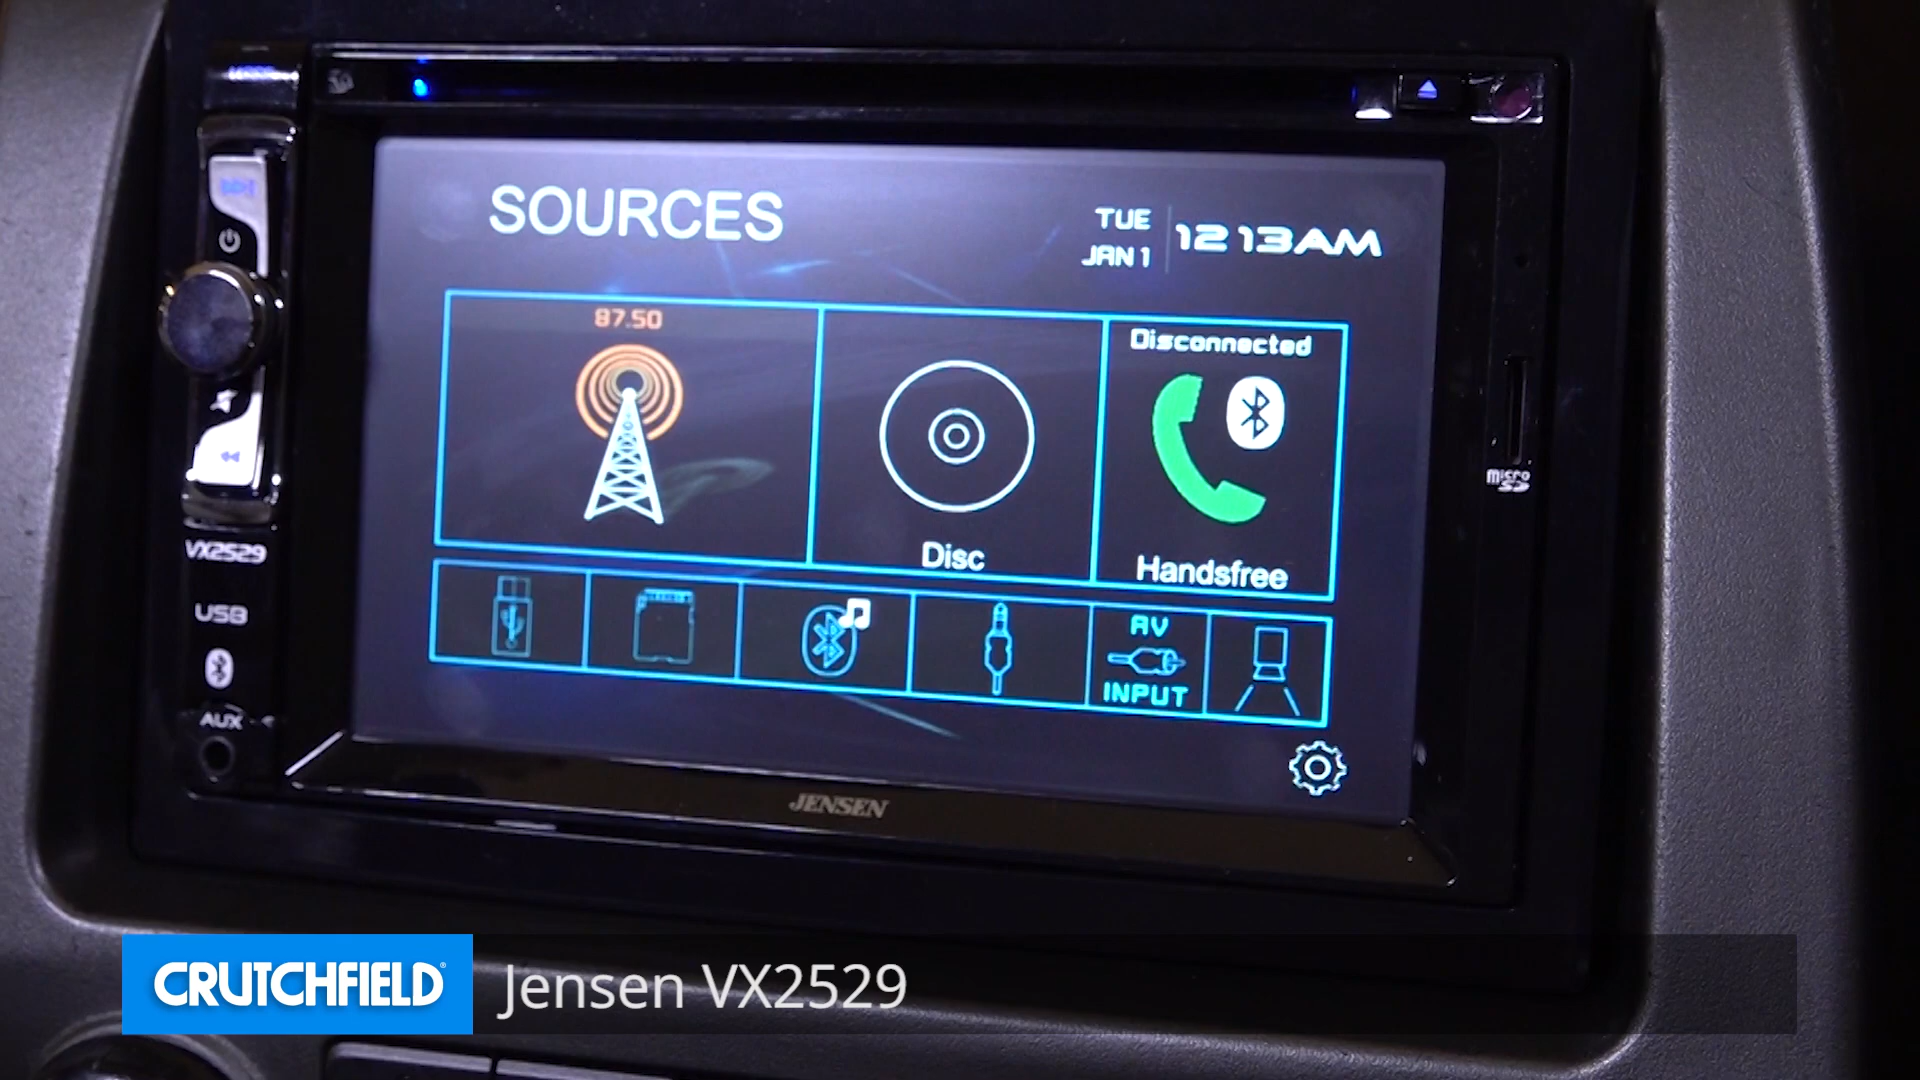 SOURCES
TUE
JAN 1
12 13AM
87.50
Disc
Disconnected
Handsfree
AV
INPUT
VX2529
USB
AUX
micro
SD
JENSEN
CRUTCHFIELD®
Jensen VX2529